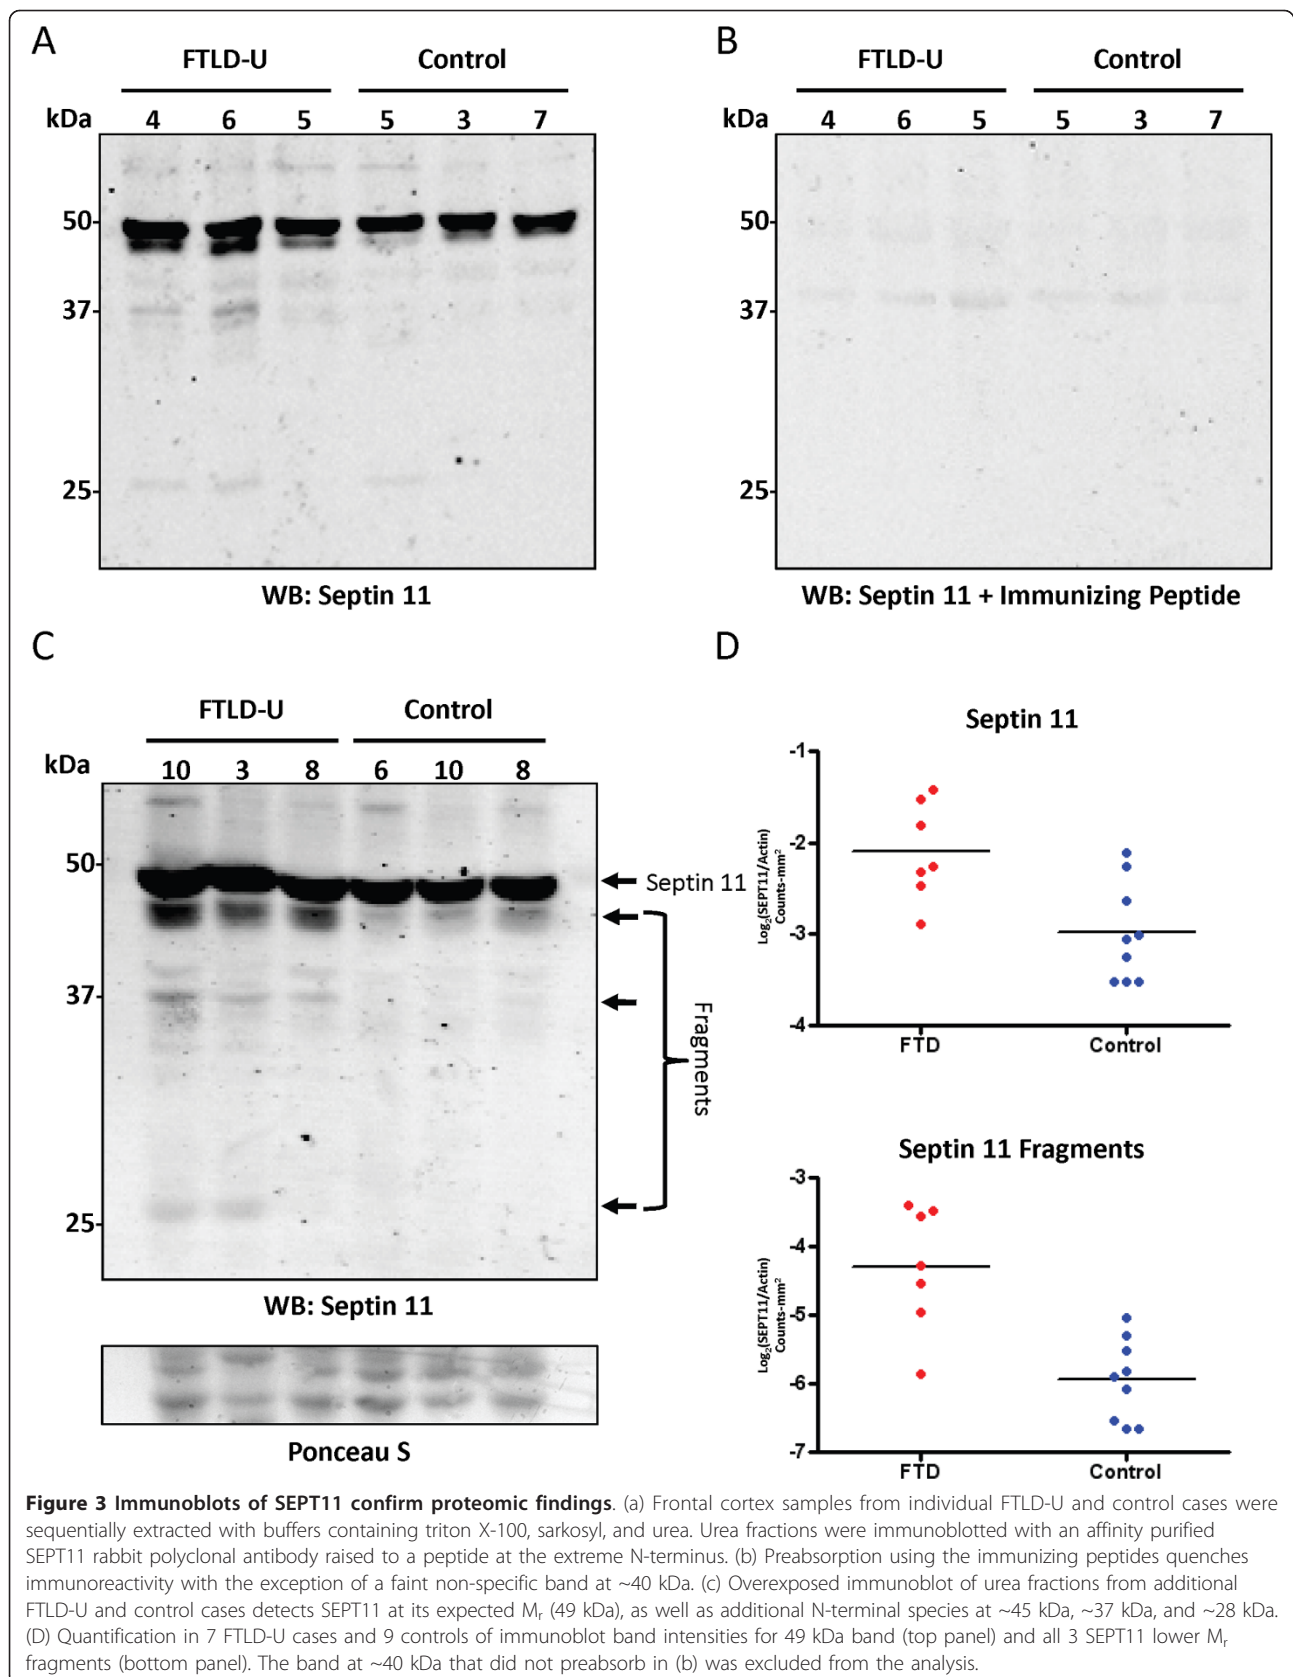 A
FTLD-U Control
kDa 4 6 5 5 3 7
50
37
25
WB: Septin 11
B
FTLD-U Control
kDa 4 6 5 5 3 7
50
37
25
WB: Septin 11 + Immunizing Peptide
C
FTLD-U Control
kDa 10 3 8 6 10 8
50
37
25
Septin 11
Fragments
WB: Septin 11
Ponceau S
D
Septin 11
Log2(SEPT11/Actin)
Counts-mm²
-1
-2
-3
-4
FTD Control
Septin 11 Fragments
Log2(SEPT11/Actin)
Counts-mm²
-3
-4
-5
-6
-7
FTD Control
Figure 3 Immunoblots of SEPT11 confirm proteomic findings. (a) Frontal cortex samples from individual FTLD-U and control cases were
sequentially extracted with buffers containing triton X-100, sarkosyl, and urea. Urea fractions were immunoblotted with an affinity purified
SEPT11 rabbit polyclonal antibody raised to a peptide at the extreme N-terminus. (b) Preabsorption using the immunizing peptides quenches
immunoreactivity with the exception of a faint non-specific band at ~40 kDa. (c) Overexposed immunoblot of urea fractions from additional
FTLD-U and control cases detects SEPT11 at its expected Mr (49 kDa), as well as additional N-terminal species at ~45 kDa, ~37 kDa, and ~28 kDa.
(D) Quantification in 7 FTLD-U cases and 9 controls of immunoblot band intensities for 49 kDa band (top panel) and all 3 SEPT11 lower Mr
fragments (bottom panel). The band at ~40 kDa that did not preabsorb in (b) was excluded from the analysis.